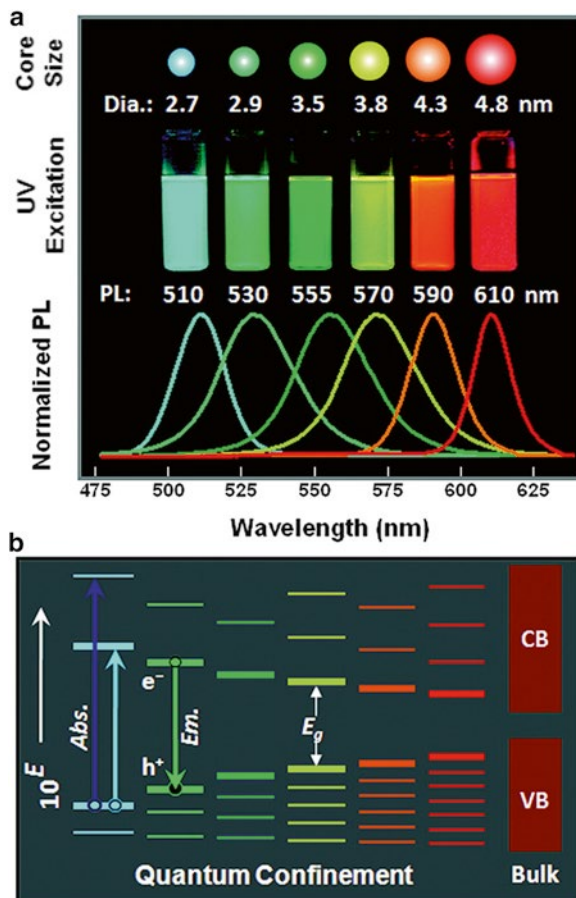 a
Core Size
Dia.: 2.7 2.9 3.5 3.8 4.3 4.8 nm
UV Excitation
PL: 510 530 555 570 590 610 nm
Normalized PL
475 500 525 550 575 600 625
Wavelength (nm)
b
10^E
Abs.
e⁻
h⁺
Em.
E_g
CB
VB
Quantum Confinement
Bulk